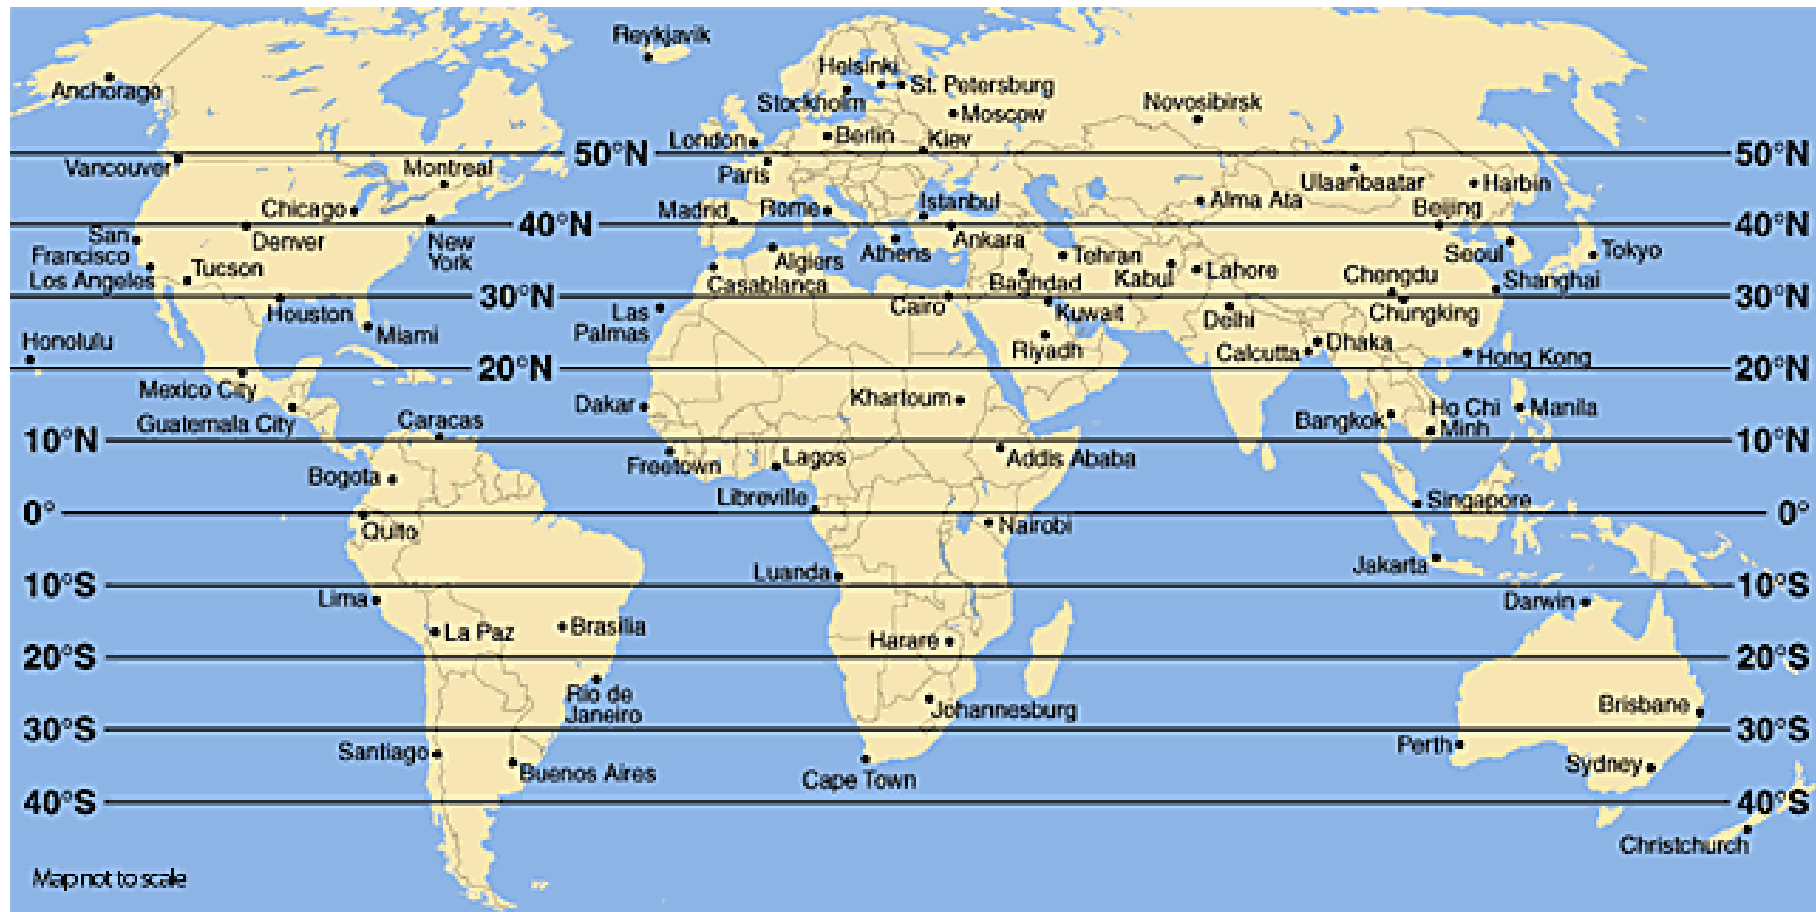 Reykjavik
Helsinki
St. Petersburg
Anchorage
Stockholm
Novosibirsk
Moscow
London
Berlin
Kiev
50°N
50°N
Vancouver
Montreal
Paris
Ulaanbaatar
Harbin
Chicago
Madrid
Rome
Istanbul
Alma Ata
Beijing
40°N
40°N
San
Francisco
Denver
New
York
Athens
Ankara
Seoul
Tokyo
Los Angeles
Tucson
Algiers
Tehran
Kabul
Lahore
Chengdu
Shanghai
Casablanca
Baghdad
30°N
30°N
Houston
Miami
Las
Palmas
Cairo
Kuwait
Delhi
Chungking
Honolulu
Riyadh
Calcutta
Dhaka
Hong Kong
20°N
20°N
Mexico City
Guatemala City
Caracas
Dakar
Khartoum
Bangkok
Ho Chi
Minh
Manila
10°N
10°N
Bogota
Freetown
Lagos
Addis Ababa
Libreville
Singapore
0°
0°
Quito
Nairobi
Luanda
Jakarta
10°S
10°S
Lima
Darwin
La Paz
Brasilia
Harare
20°S
20°S
Rio de
Janeiro
Johannesburg
Brisbane
30°S
30°S
Santiago
Buenos Aires
Cape Town
Perth
Sydney
40°S
40°S
Christchurch
Map not to scale